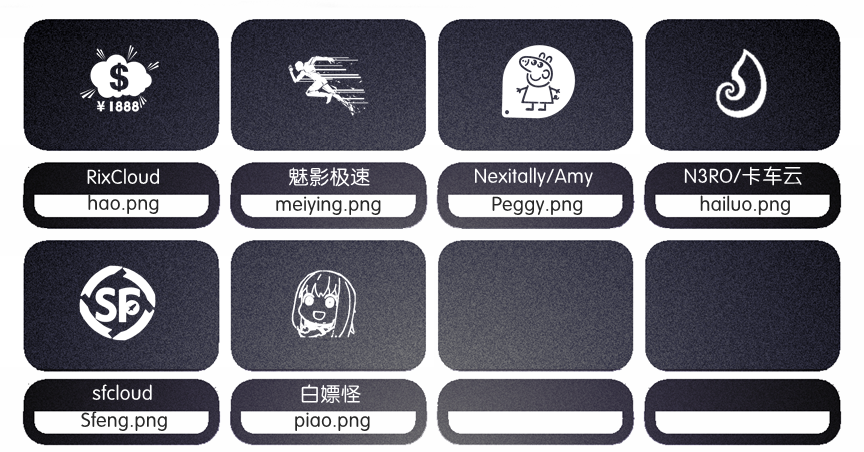 $
¥1888
RixCloud
hao.png
魅影极速
meiying.png
Nexitally/Amy
Peggy.png
N3RO/卡车云
hailuo.png
SF
sfcloud
Sfeng.png
白嫖怪
piao.png